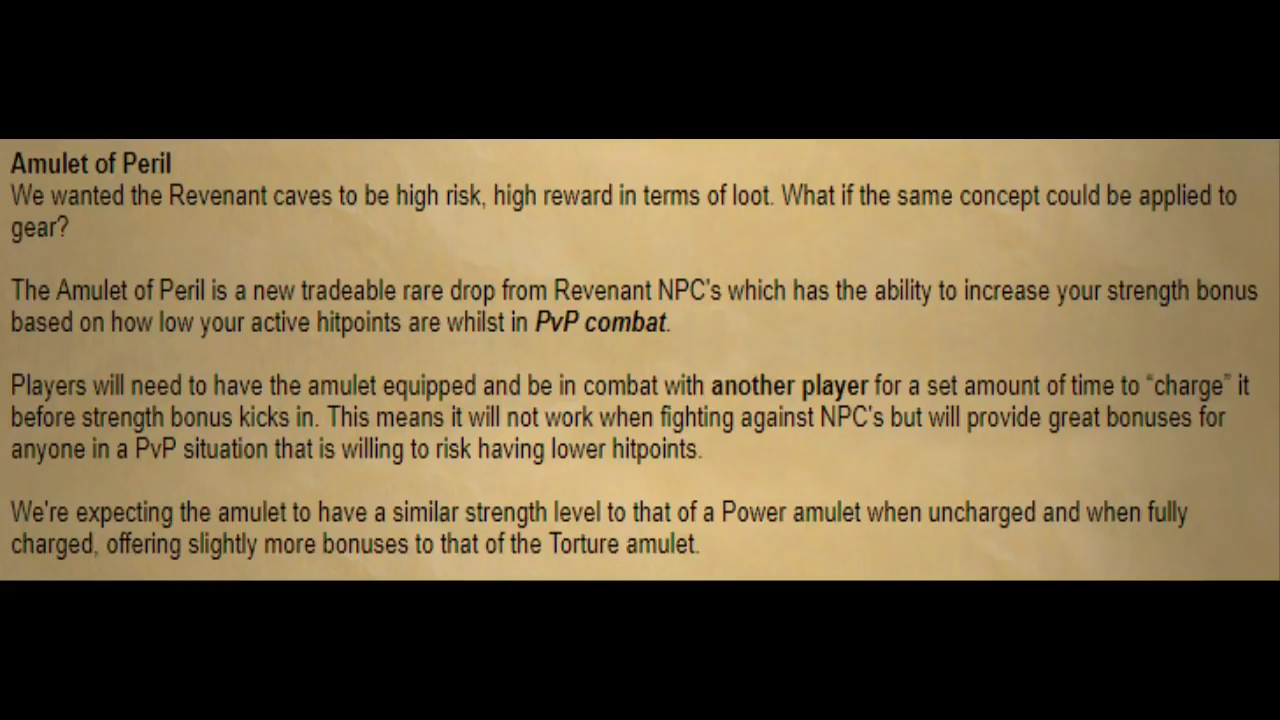 Amulet of Peril
We wanted the Revenant caves to be high risk, high reward in terms of loot. What if the same concept could be applied to
gear?
The Amulet of Peril is a new tradeable rare drop from Revenant NPC's which has the ability to increase your strength bonus
based on how low your active hitpoints are whilst in PvP combat.
Players will need to have the amulet equipped and be in combat with another player for a set amount of time to “charge” it
before strength bonus kicks in. This means it will not work when fighting against NPC's but will provide great bonuses for
anyone in a PvP situation that is willing to risk having lower hitpoints.
We're expecting the amulet to have a similar strength level to that of a Power amulet when uncharged and when fully
charged, offering slightly more bonuses to that of the Torture amulet.